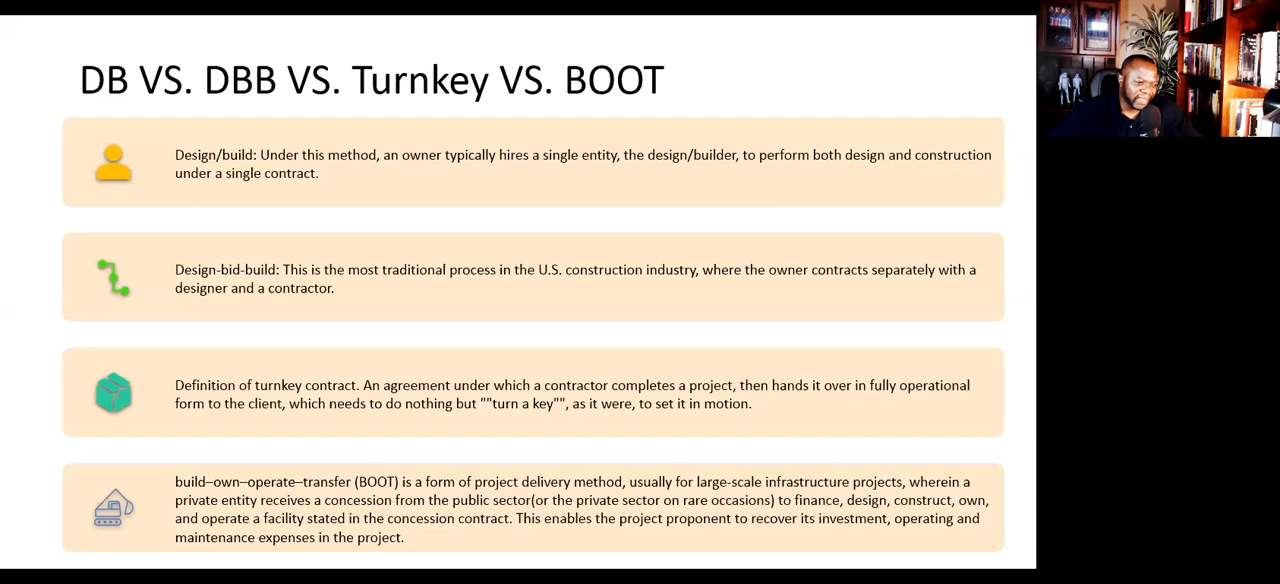 DB VS. DBB VS. Turnkey VS. BOOT
Design/build: Under this method, an owner typically hires a single entity, the design/builder, to perform both design and construction
under a single contract.
Design-bid-build: This is the most traditional process in the U.S. construction industry, where the owner contracts separately with a
designer and a contractor.
Definition of turnkey contract. An agreement under which a contractor completes a project, then hands it over in fully operational
form to the client, which needs to do nothing but ""turn a key"", as it were, to set it in motion.
build–own–operate–transfer (BOOT) is a form of project delivery method, usually for large-scale infrastructure projects, wherein a
private entity receives a concession from the public sector(or the private sector on rare occasions) to finance, design, construct, own,
and operate a facility stated in the concession contract. This enables the project proponent to recover its investment, operating and
maintenance expenses in the project.